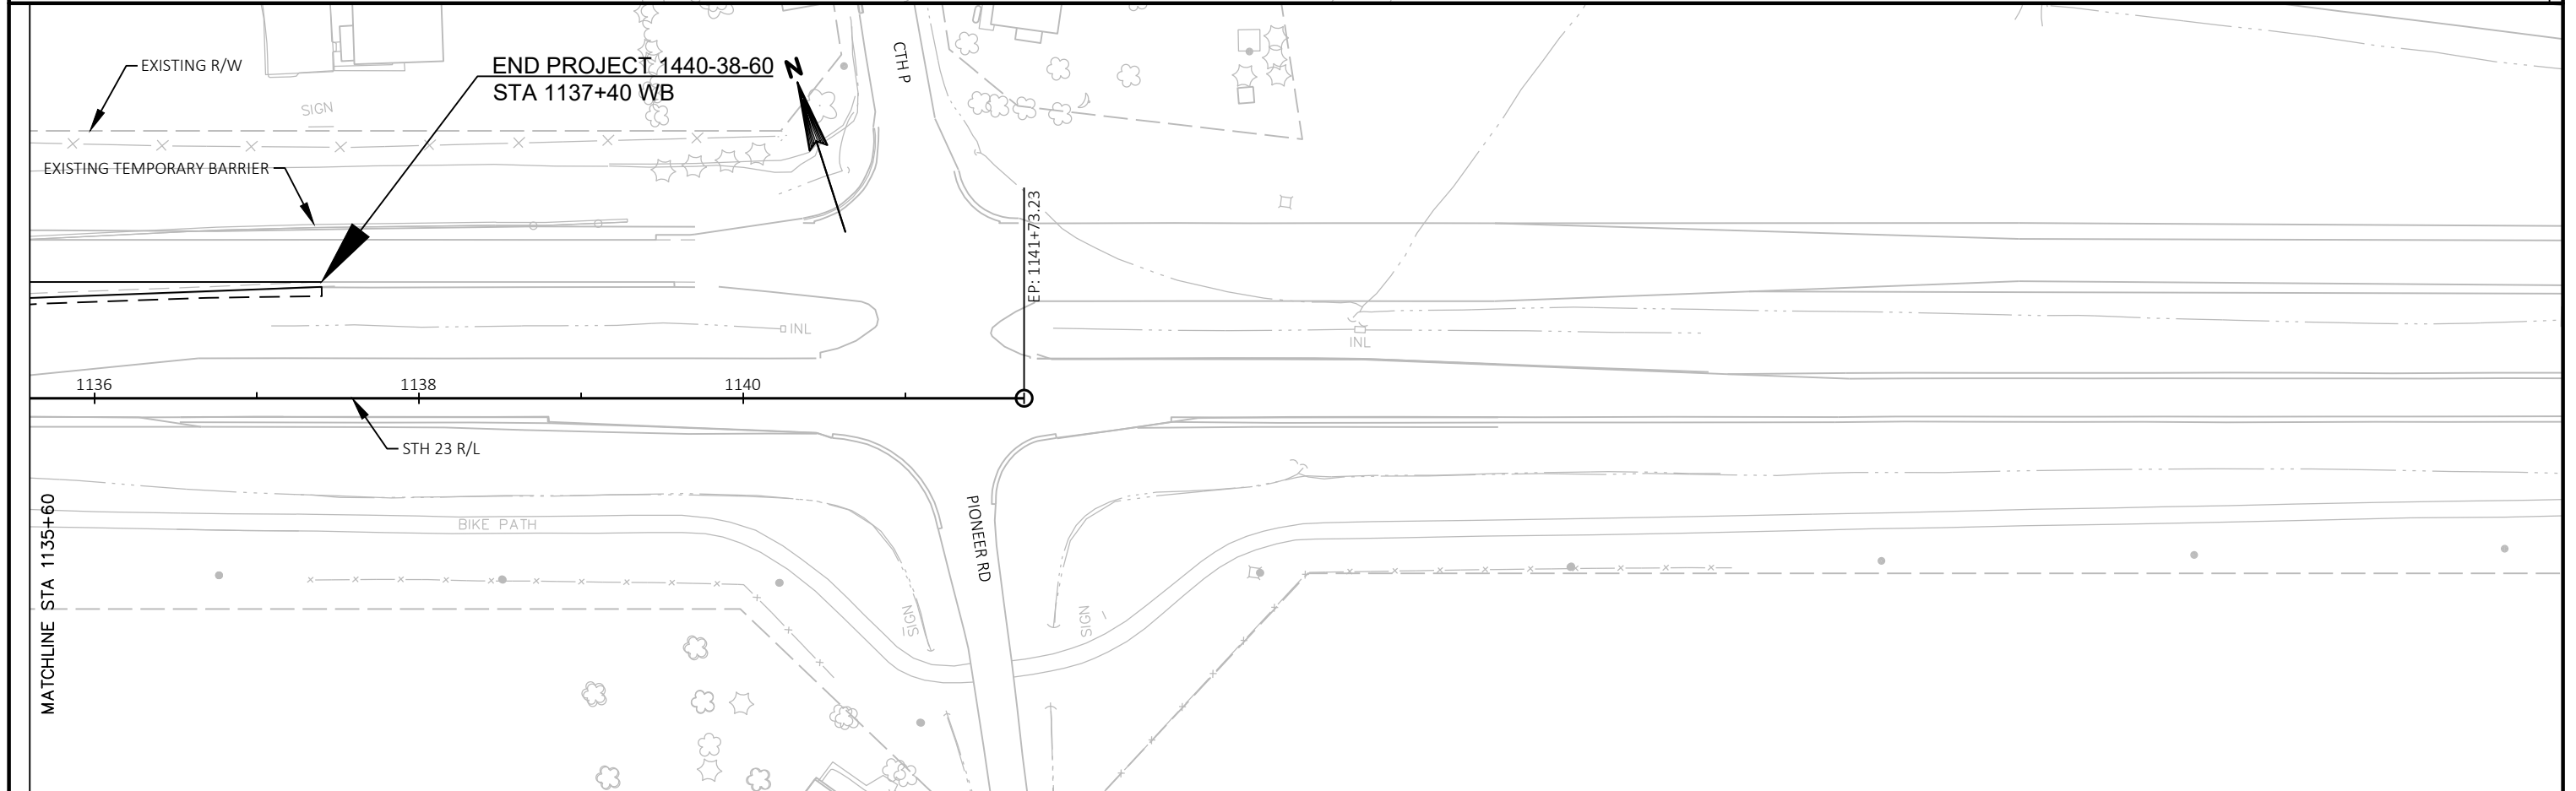 EXISTING R/W
END PROJECT 1440-38-60
STA 1137+40 WB
N
CTH P
SIGN
EXISTING TEMPORARY BARRIER
EP: 1141+73.23
INL
INL
1136
1138
1140
STH 23 R/L
MATCHLINE STA 1135+60
BIKE PATH
PIONEER RD
SIGN
SIGN